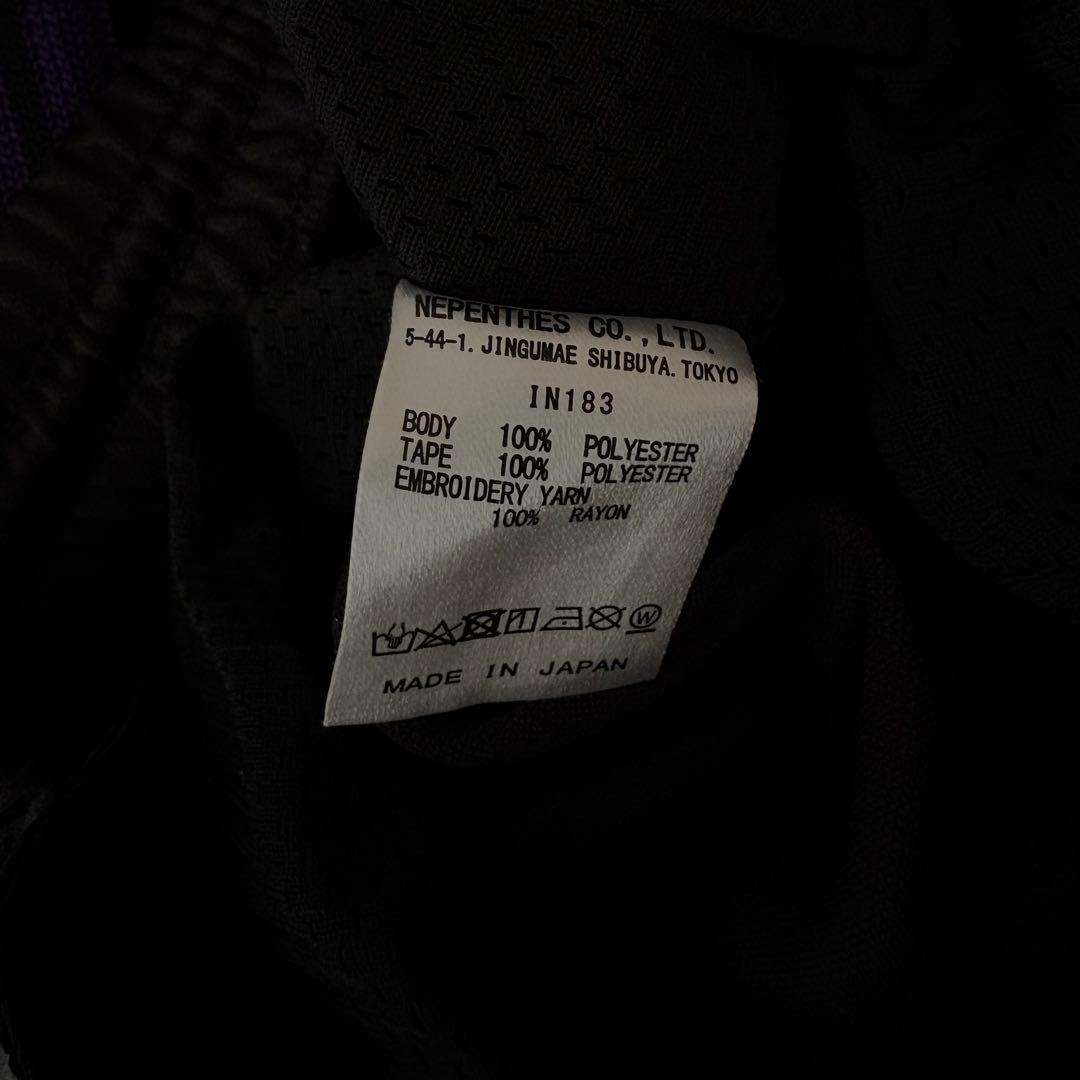 NEPENTHES CO.,LTD.
5-44-1. JINGUMAE SHIBUYA. TOKYO
IN183
BODY 100% POLYESTER
TAPE 100% POLYESTER
EMBROIDERY YARN
100% RAYON
W
MADE IN JAPAN